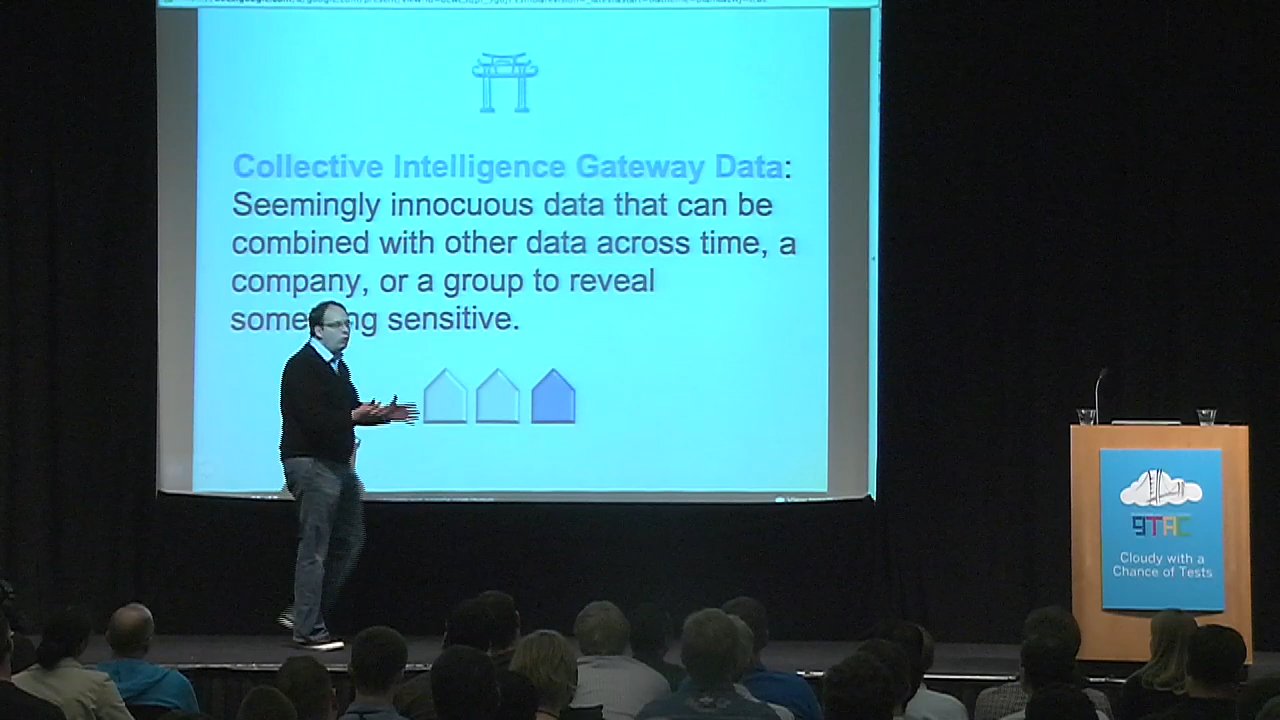 Collective Intelligence Gateway Data:
Seemingly innocuous data that can be
combined with other data across time, a
company, or a group to reveal
sensitive.
gTAC
Cloudy with a
Chance of Tests